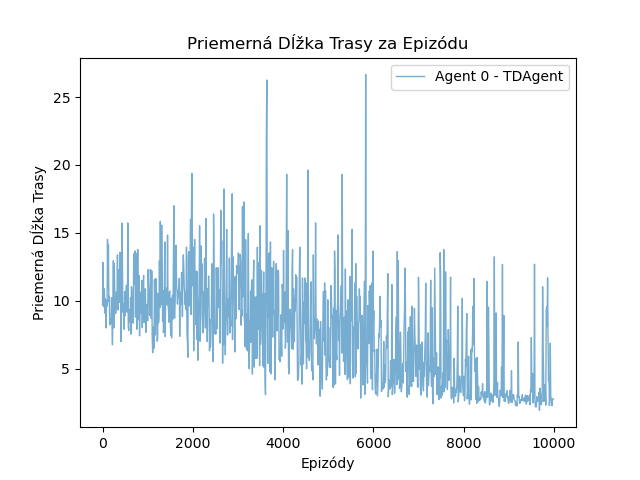 Priemerná Dĺžka Trasy za Epizódu
Agent 0 - TDAgent
Priemerná Dĺžka Trasy
25
20
15
10
5
0
2000
4000
6000
8000
10000
Epizódy